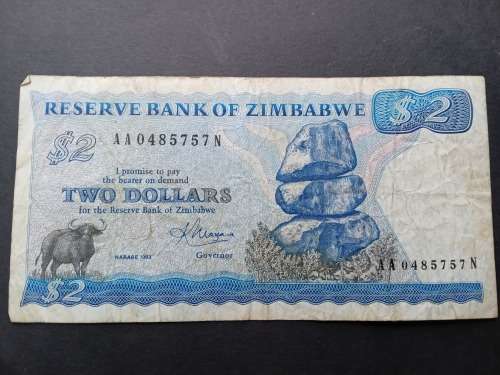 RESERVE BANK OF ZIMBABWE
$2
AA0485757N
$2
I promise to pay
the bearer on demand
TWO DOLLARS
for the Reserve Bank of Zimbabwe
HARARE 1983
Governor
AA0485757N
$2